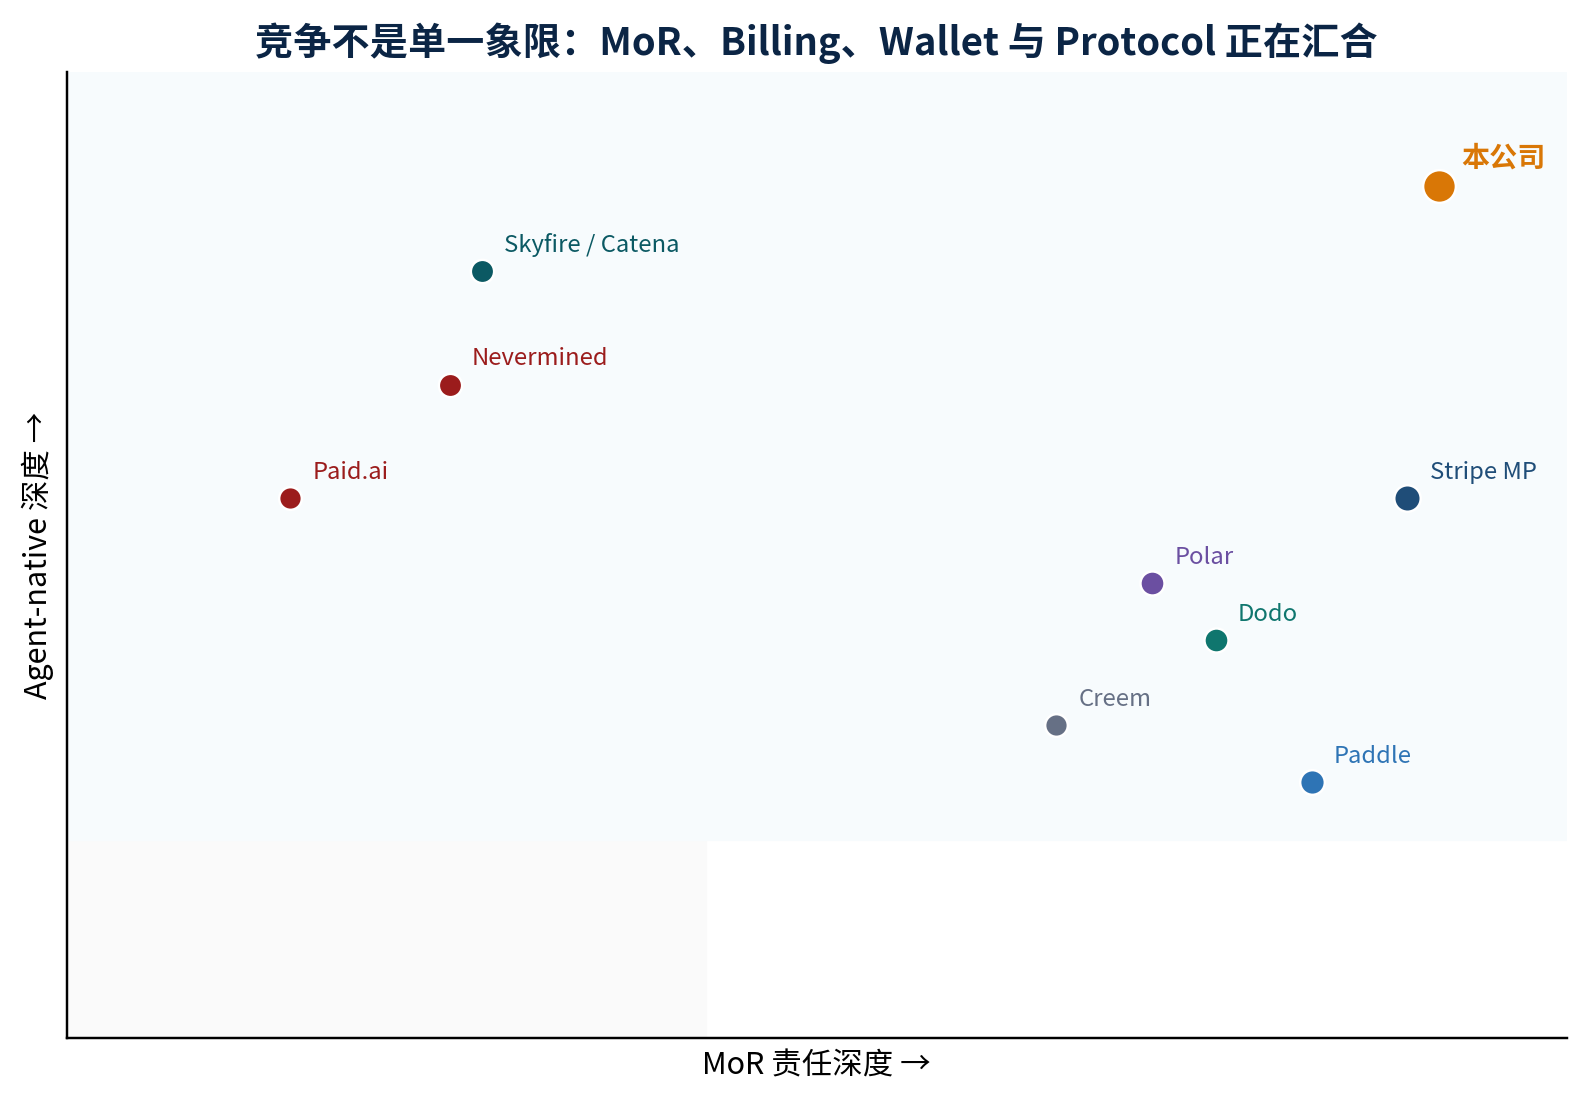 竞争不是单一象限：MoR、Billing、Wallet 与 Protocol 正在汇合
本公司
Skyfire / Catena
Nevermined
Paid.ai
Stripe MP
Polar
Dodo
Creem
Paddle
Agent-native 深度 →
MoR 责任深度 →